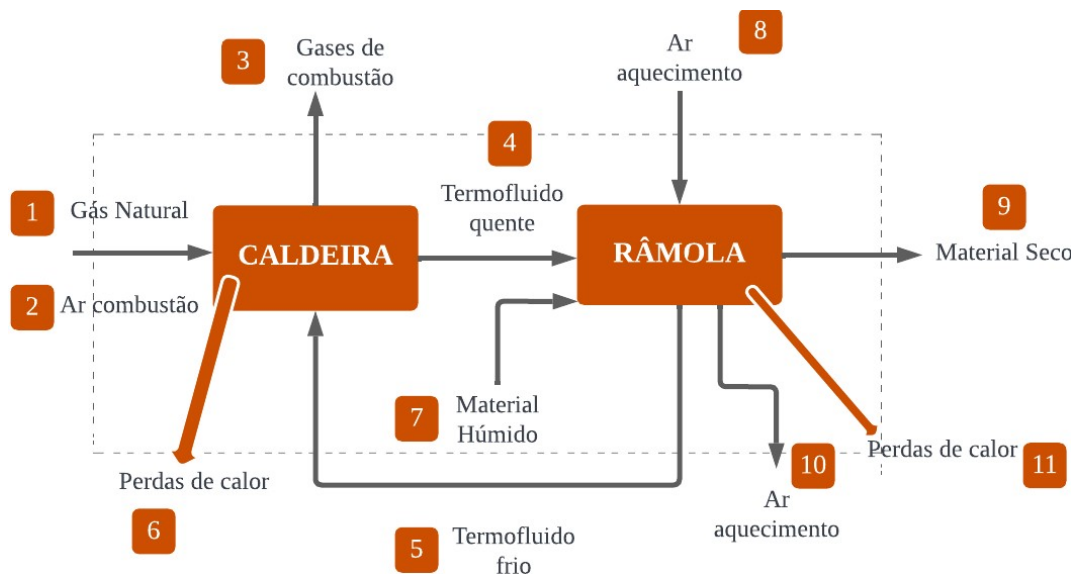 3
Gases de
combustão
Ar
aquecimento
8
4
1
Gás Natural
Termofluido
quente
9
CALDEIRA
RÂMOLA
Material Seco
2
Ar combustão
7
Material
Húmido
Perdas de calor
6
Perdas de calor
11
10
Ar
aquecimento
5
Termofluido
frio